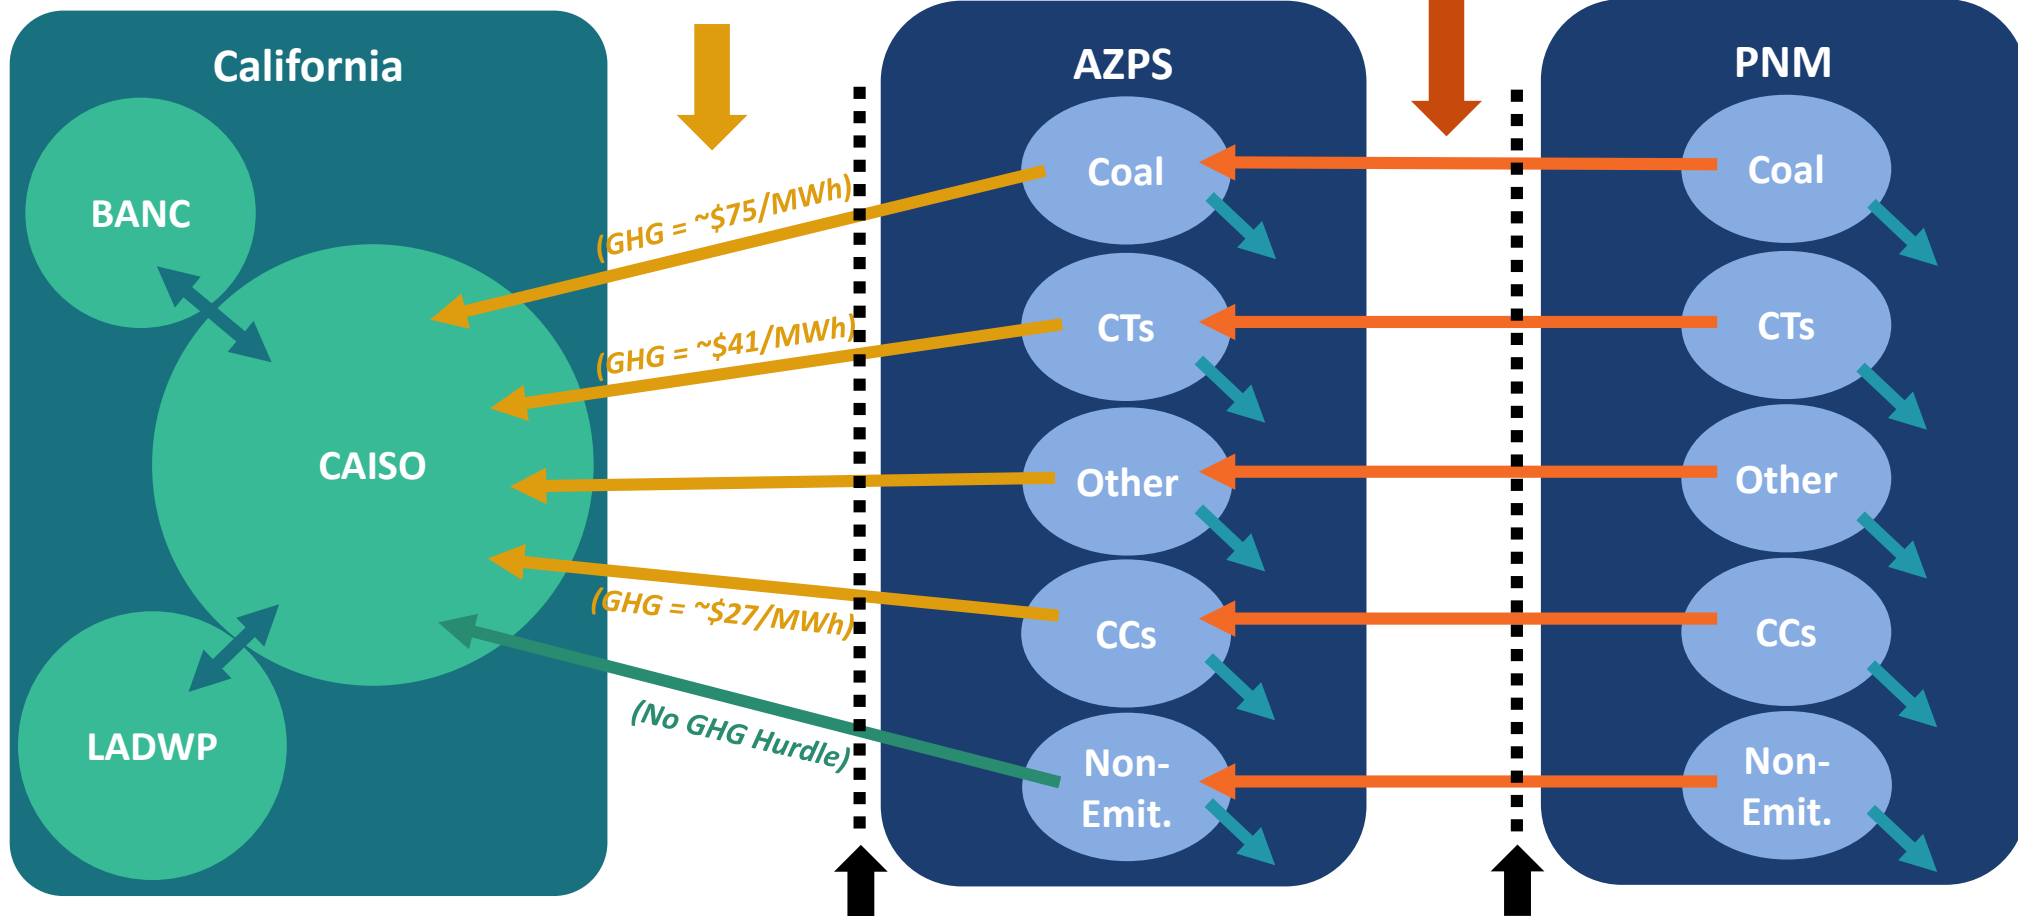 California
AZPS
PNM
BANC
CAISO
LADWP
(GHG = ~$75/MWh)
(GHG = ~$41/MWh)
(GHG = ~$27/MWh)
(No GHG Hurdle)
Coal
CTs
Other
CCs
Non-
Emit.
Coal
CTs
Other
CCs
Non-
Emit.